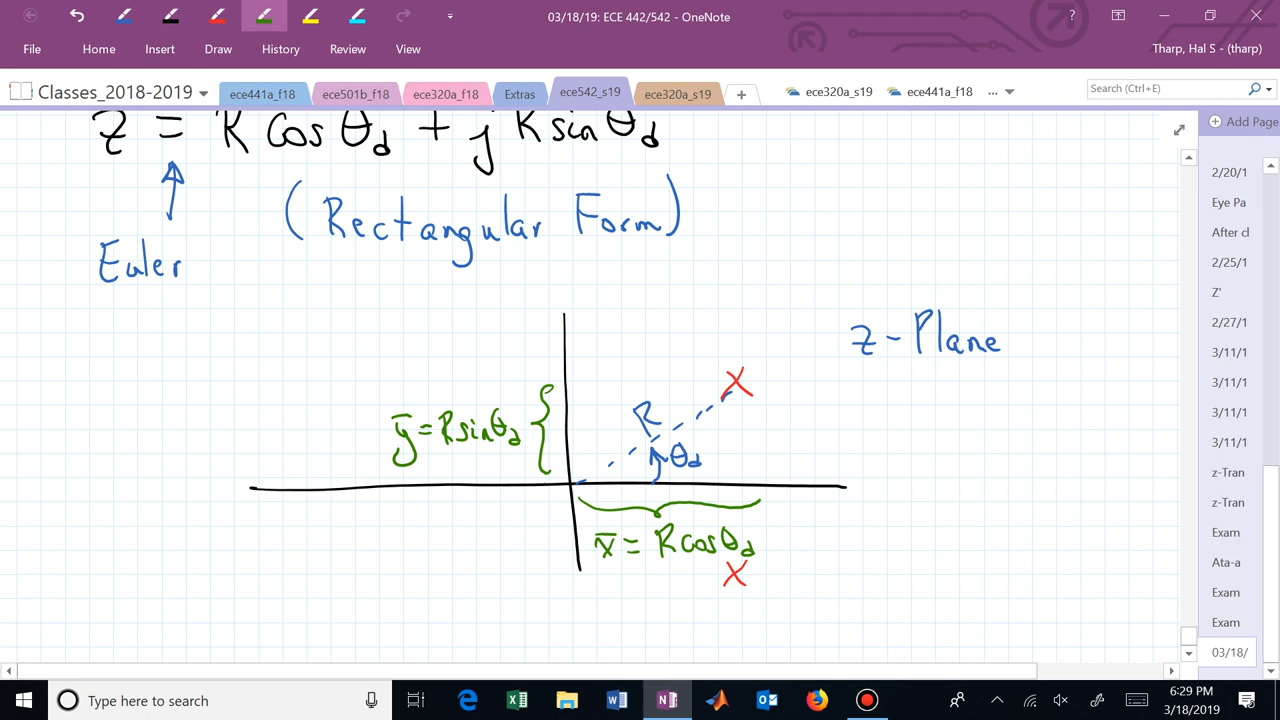 03/18/19: ECE 442/542 - OneNote
?
File Home Insert Draw History Review View
Tharp, Hal S - (tharp)
Classes_2018-2019 ece441a_f18 ece501b_f18 ece320a_f18 Extras ece542_s19 ece320a_s19 + ece320a_s19 ece441a_f18 ... Search (Ctrl+E)
Add Page
z = R cos θd + j R sin θd
(Rectangular Form)
Euler
z - Plane
X
R
ȳ = R sin θd {
θd
x̄ = R cos θd
X
2/20/1
Eye Pa
After cl
2/25/1
Z'
2/27/1
3/11/1
3/11/1
3/11/1
3/11/1
z-Tran
z-Tran
Exam
Ata-a
Exam
Exam
03/18/
Type here to search
6:29 PM
3/18/2019